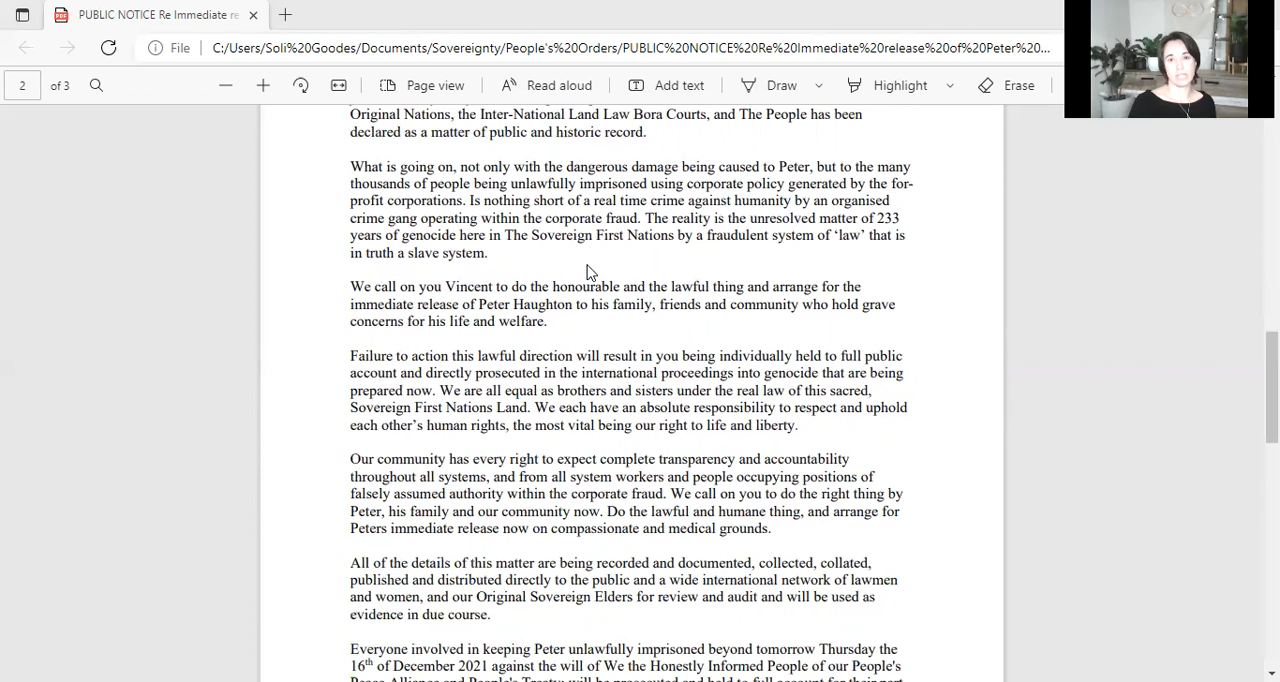 PUBLIC NOTICE Re Immediate re
File C:/Users/Soli%20Goodes/Documents/Sovereignty/People's%20Orders/PUBLIC%20NOTICE%20Re%20Immediate%20release%20of%20Peter%20...
2 of 3 Page view Read aloud Add text Draw Highlight Erase
Original Nations, the Inter-National Land Law Bora Courts, and The People has been
declared as a matter of public and historic record.
What is going on, not only with the dangerous damage being caused to Peter, but to the many
thousands of people being unlawfully imprisoned using corporate policy generated by the for-
profit corporations. Is nothing short of a real time crime against humanity by an organised
crime gang operating within the corporate fraud. The reality is the unresolved matter of 233
years of genocide here in The Sovereign First Nations by a fraudulent system of ‘law’ that is
in truth a slave system.
We call on you Vincent to do the honourable and the lawful thing and arrange for the
immediate release of Peter Haughton to his family, friends and community who hold grave
concerns for his life and welfare.
Failure to action this lawful direction will result in you being individually held to full public
account and directly prosecuted in the international proceedings into genocide that are being
prepared now. We are all equal as brothers and sisters under the real law of this sacred,
Sovereign First Nations Land. We each have an absolute responsibility to respect and uphold
each other’s human rights, the most vital being our right to life and liberty.
Our community has every right to expect complete transparency and accountability
throughout all systems, and from all system workers and people occupying positions of
falsely assumed authority within the corporate fraud. We call on you to do the right thing by
Peter, his family and our community now. Do the lawful and humane thing, and arrange for
Peters immediate release now on compassionate and medical grounds.
All of the details of this matter are being recorded and documented, collected, collated,
published and distributed directly to the public and a wide international network of lawmen
and women, and our Original Sovereign Elders for review and audit and will be used as
evidence in due course.
Everyone involved in keeping Peter unlawfully imprisoned beyond tomorrow Thursday the
16th of December 2021 against the will of We the Honestly Informed People of our People's
Peace Alliance and People's Treaty: will be prosecuted and held to full account for their part